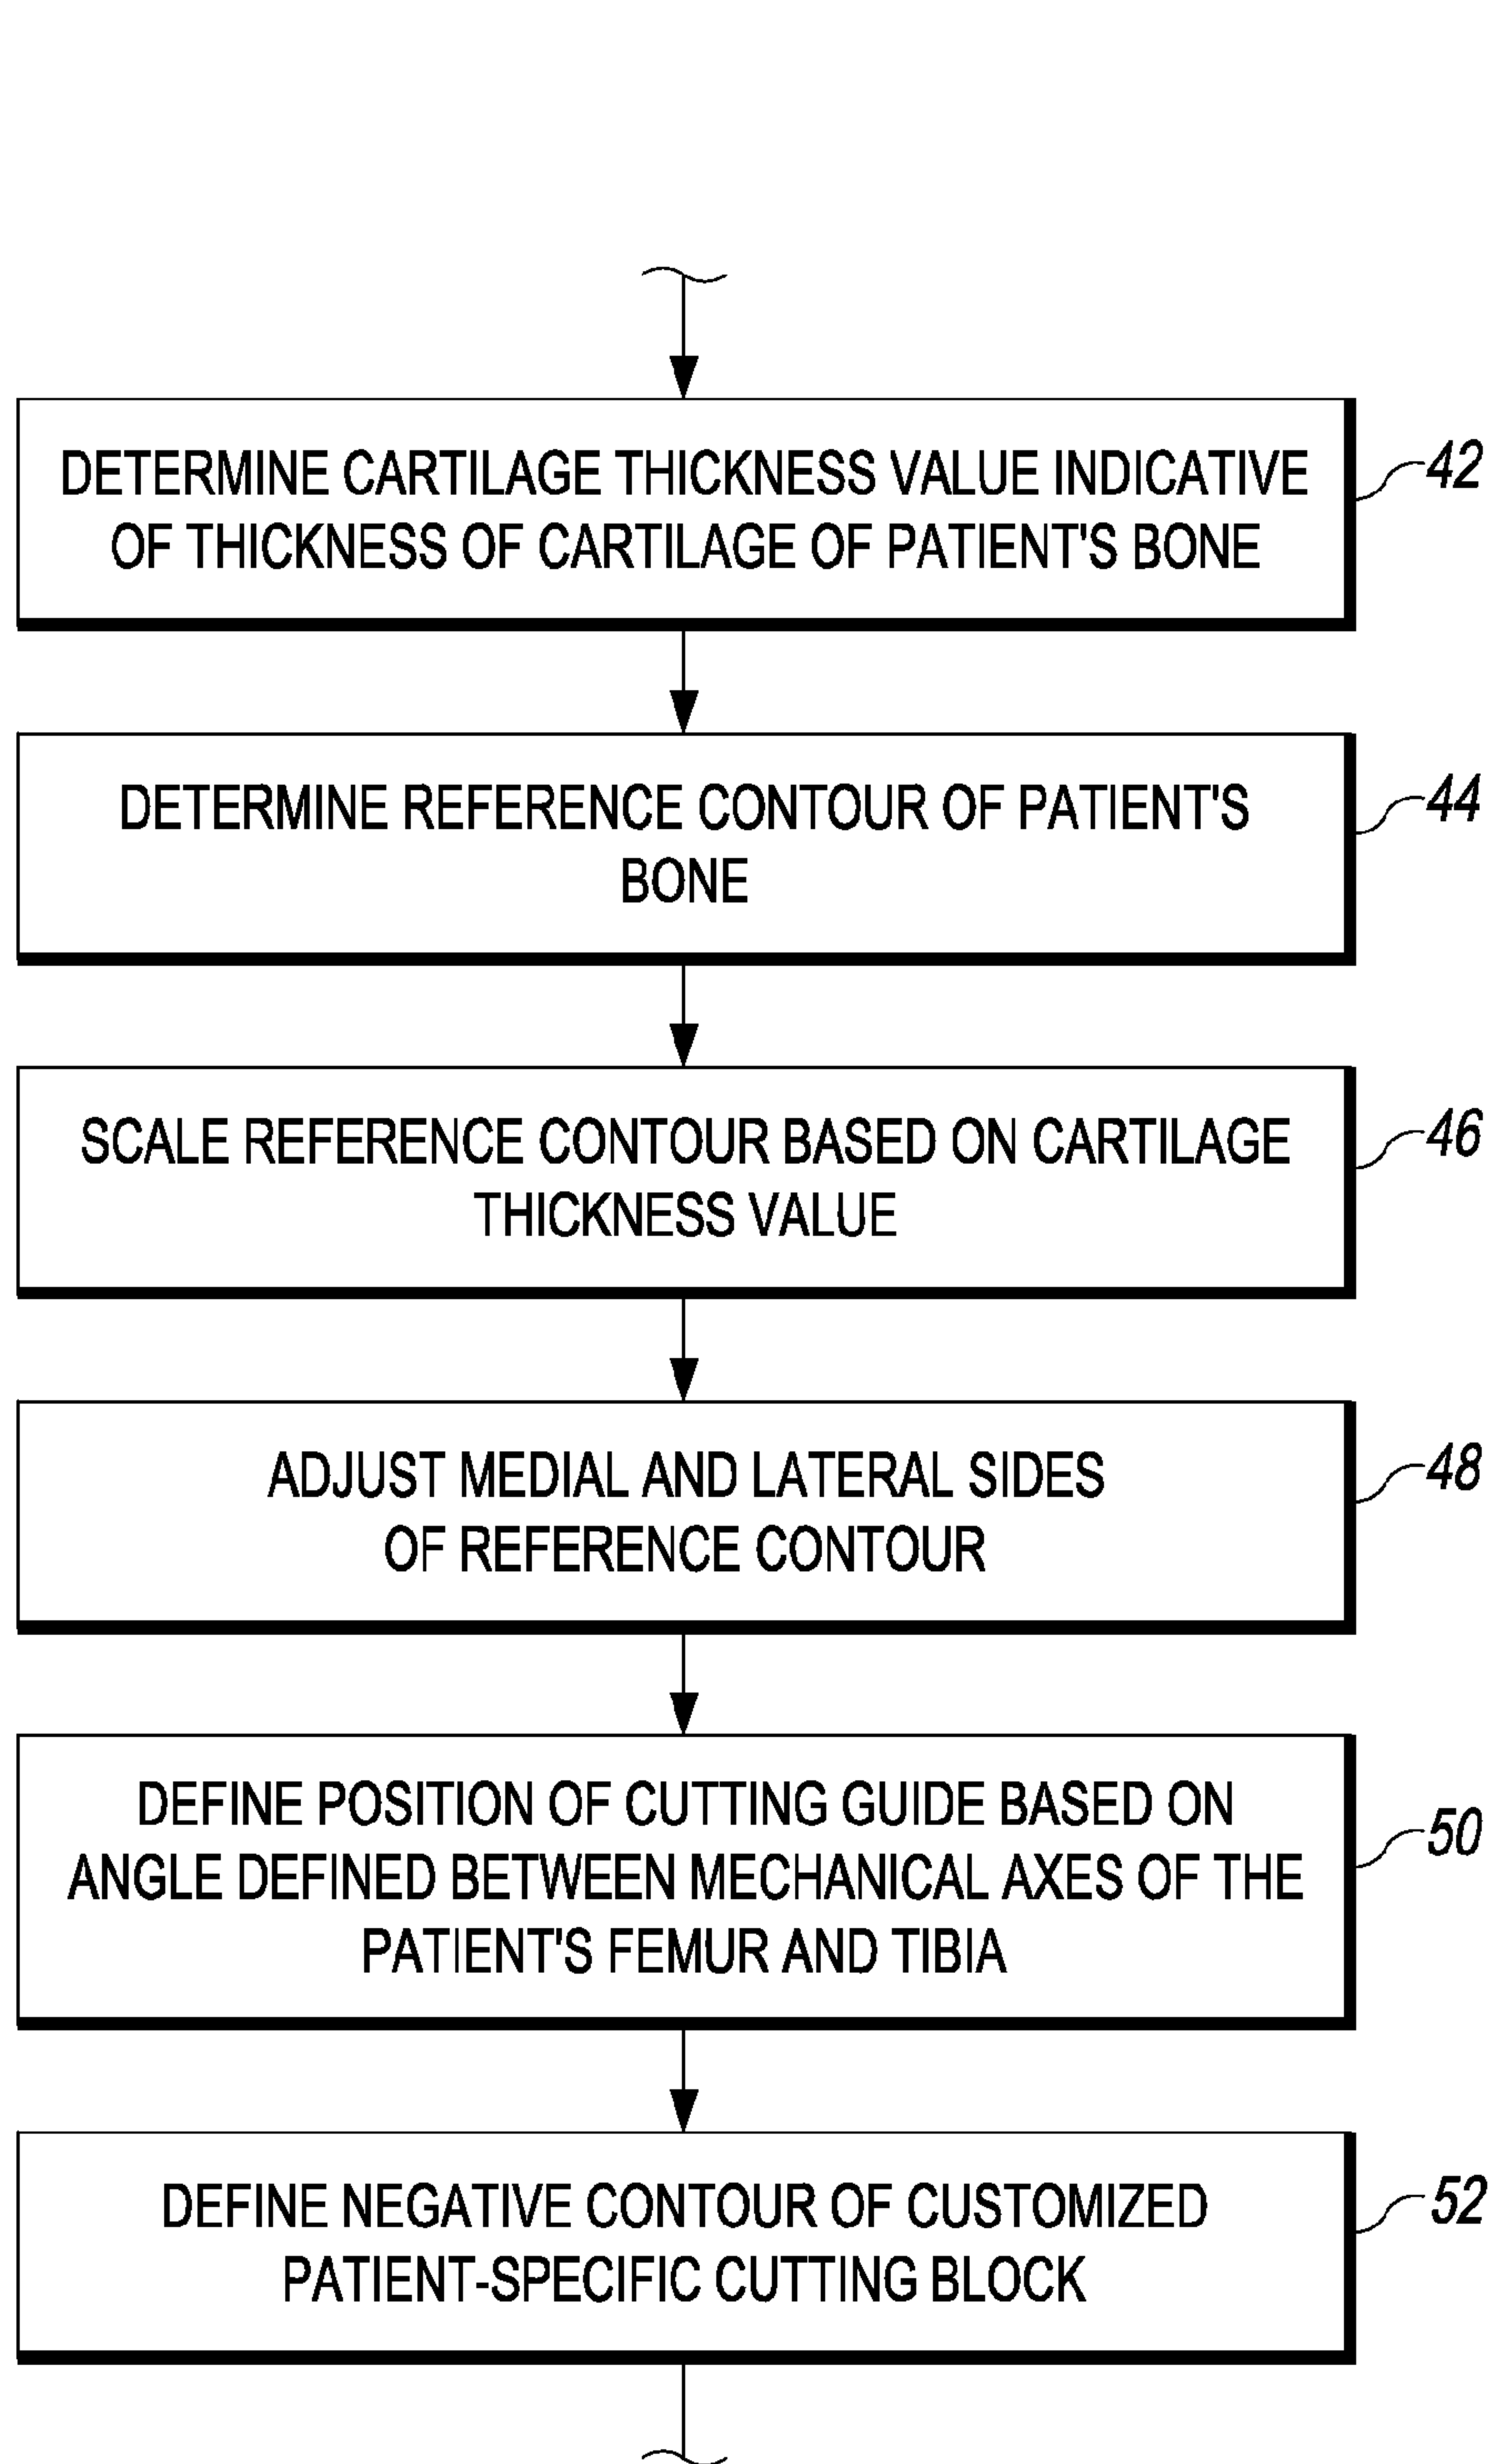 DETERMINE CARTILAGE THICKNESS VALUE INDICATIVE
OF THICKNESS OF CARTILAGE OF PATIENT'S BONE
42
DETERMINE REFERENCE CONTOUR OF PATIENT'S
BONE
44
SCALE REFERENCE CONTOUR BASED ON CARTILAGE
THICKNESS VALUE
46
ADJUST MEDIAL AND LATERAL SIDES
OF REFERENCE CONTOUR
48
DEFINE POSITION OF CUTTING GUIDE BASED ON
ANGLE DEFINED BETWEEN MECHANICAL AXES OF THE
PATIENT'S FEMUR AND TIBIA
50
DEFINE NEGATIVE CONTOUR OF CUSTOMIZED
PATIENT-SPECIFIC CUTTING BLOCK
52